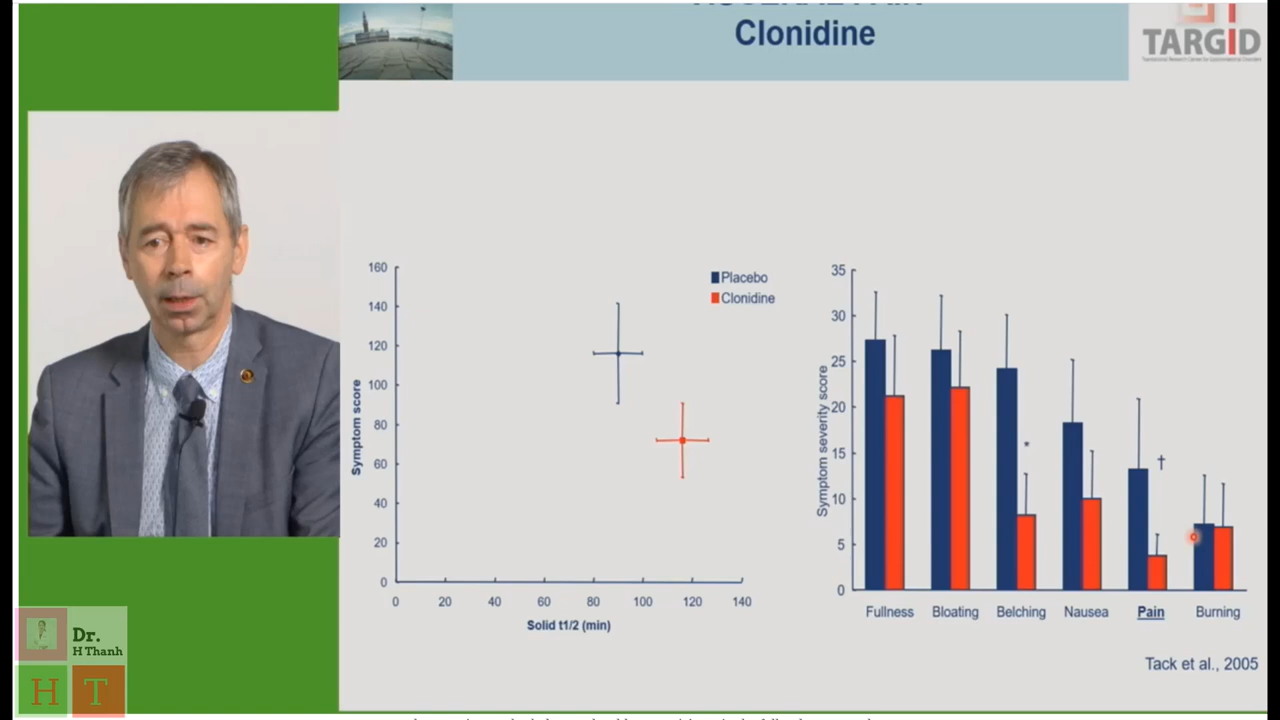 Clonidine
TARGID
160
140
120
100
80
60
40
20
0
Symptom score
0 20 40 60 80 100 120 140
Solid t1/2 (min)
Placebo
Clonidine
35
30
25
20
15
10
5
0
Symptom severity score
*
†
Fullness Bloating Belching Nausea Pain Burning
Tack et al., 2005
Dr.
H Thanh
H T